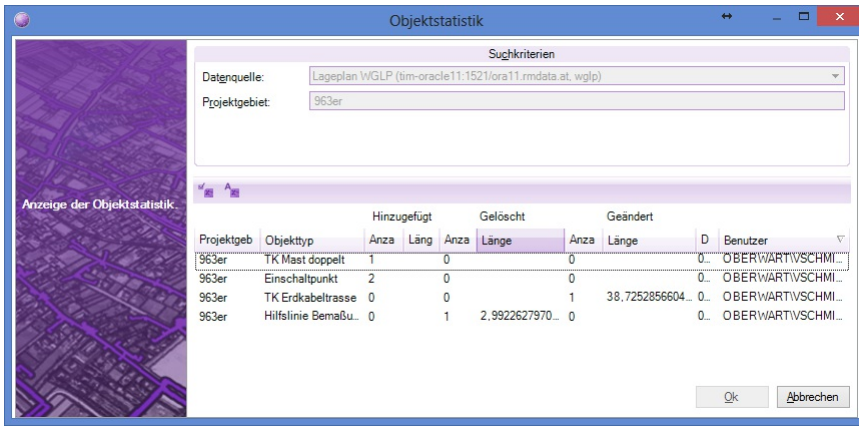 Objektstatistik
Suchkriterien
Datenquelle: Lageplan WGLP (tim-oracle11:1521/ora11.rmdata.at, wglp)
Projektgebiet: 963er
Anzeige der Objektstatistik.
Hinzugefügt Gelöscht Geändert
Projektgeb Objekttyp Anza Läng Anza Länge Anza Länge D Benutzer
963er TK Mast doppelt 1 0 0 0... OBERWART\VSCHMI...
963er Einschaltpunkt 2 0 0 0... OBERWART\VSCHMI...
963er TK Erdkabeltrasse 0 0 1 38,7252856604... 0... OBERWART\VSCHMI...
963er Hilfslinie Bemaßu... 0 1 2,9922627970... 0 0... OBERWART\VSCHMI...
Ok Abbrechen